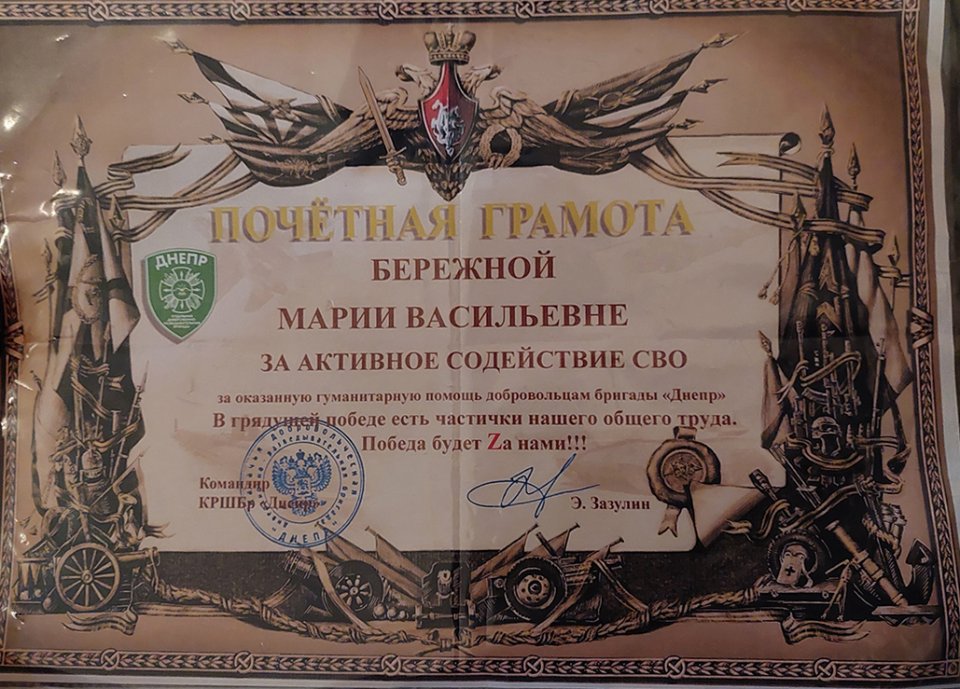 ПОЧЁТНАЯ ГРАМОТА
ДНЕПР
БЕРЕЖНОЙ
МАРИИ ВАСИЛЬЕВНЕ
ЗА АКТИВНОЕ СОДЕЙСТВИЕ СВО
за оказанную гуманитарную помощь добровольцам бригады «Днепр»
В грядущей победе есть частички нашего общего труда.
Победа будет Zа нами!!!
Командир
КРШБр «Днепр»
Э. Зазулин
ДНЕПР